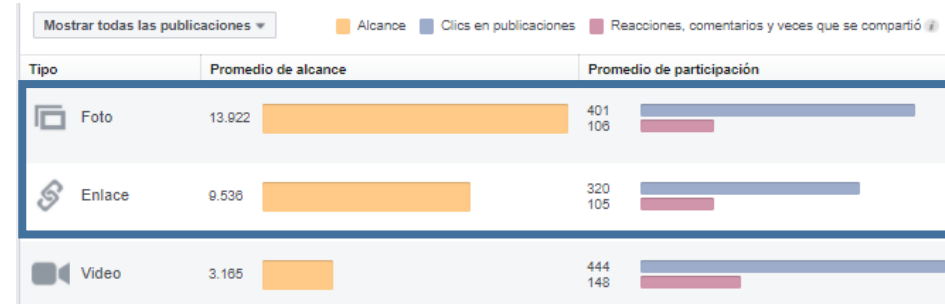 Mostrar todas las publicaciones
Alcance Clics en publicaciones Reacciones, comentarios y veces que se compartió i
Tipo Promedio de alcance Promedio de participación
Foto 13.922 401
106
Enlace 9.536 320
105
Video 3.165 444
148